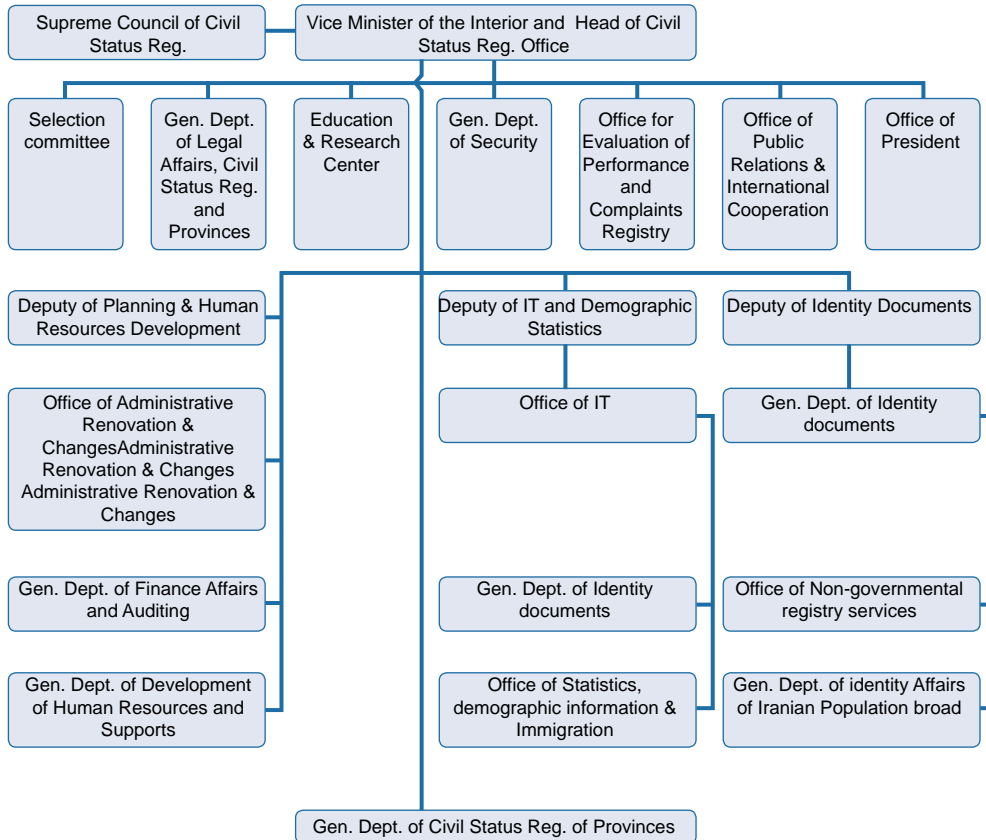 Supreme Council of Civil
Status Reg.
Vice Minister of the Interior and Head of Civil
Status Reg. Office
Selection
committee
Gen. Dept.
of Legal
Affairs, Civil
Status Reg.
and
Provinces
Education
& Research
Center
Gen. Dept.
of Security
Office for
Evaluation of
Performance
and
Complaints
Registry
Office of
Public
Relations &
International
Cooperation
Office of
President
Deputy of Planning & Human
Resources Development
Deputy of IT and Demographic
Statistics
Deputy of Identity Documents
Office of Administrative
Renovation &
ChangesAdministrative
Renovation & Changes
Administrative Renovation &
Changes
Office of IT
Gen. Dept. of Identity
documents
Gen. Dept. of Finance Affairs
and Auditing
Gen. Dept. of Identity
documents
Office of Non-governmental
registry services
Gen. Dept. of Development
of Human Resources and
Supports
Office of Statistics,
demographic information &
Immigration
Gen. Dept. of identity Affairs
of Iranian Population broad
Gen. Dept. of Civil Status Reg. of Provinces